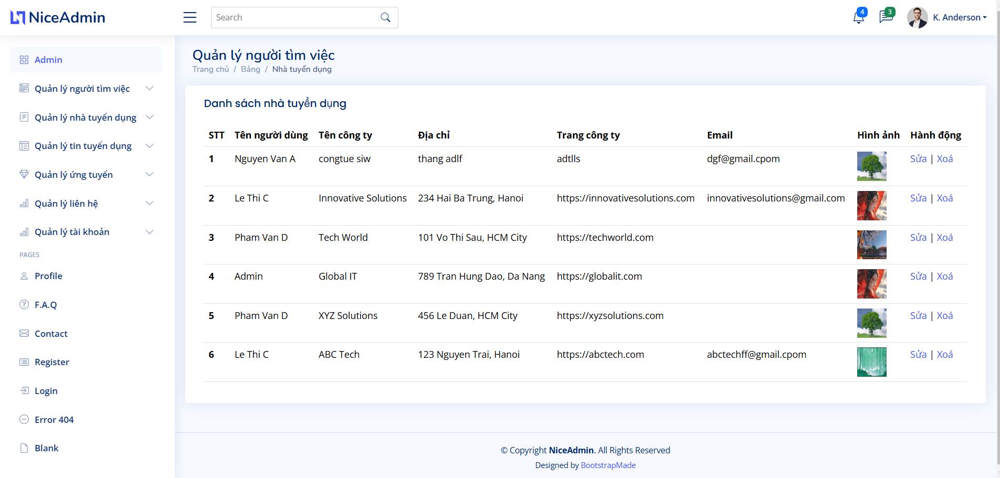 NiceAdmin
Search
4
3
K. Anderson
Admin
Quản lý người tìm việc
Quản lý nhà tuyển dụng
Quản lý tin tuyển dụng
Quản lý ứng tuyển
Quản lý liên hệ
Quản lý tài khoản
PAGES
Profile
F.A.Q
Contact
Register
Login
Error 404
Blank
Quản lý người tìm việc
Trang chủ / Bảng / Nhà tuyển dụng
Danh sách nhà tuyển dụng
STT Tên người dùng Tên công ty Địa chỉ Trang công ty Email Hình ảnh Hành động
1 Nguyen Van A congtue siw thang adlf adtlls dgf@gmail.cpom Sửa | Xoá
2 Le Thi C Innovative Solutions 234 Hai Ba Trung, Hanoi https://innovativesolutions.com innovativesolutions@gmail.com Sửa | Xoá
3 Pham Van D Tech World 101 Vo Thi Sau, HCM City https://techworld.com Sửa | Xoá
4 Admin Global IT 789 Tran Hung Dao, Da Nang https://globalit.com Sửa | Xoá
5 Pham Van D XYZ Solutions 456 Le Duan, HCM City https://xyzsolutions.com Sửa | Xoá
6 Le Thi C ABC Tech 123 Nguyen Trai, Hanoi https://abctech.com abctechff@gmail.cpom Sửa | Xoá
© Copyright NiceAdmin. All Rights Reserved
Designed by BootstrapMade